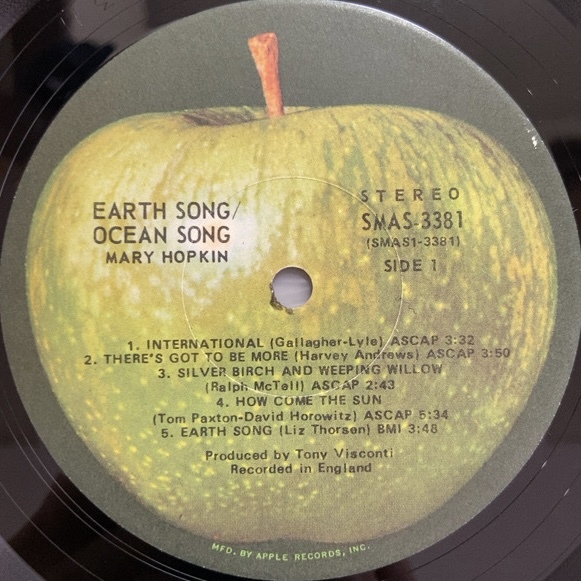 EARTH SONG/
OCEAN SONG
MARY HOPKIN
STEREO
SMAS-3381
(SMAS1-3381)
SIDE 1
1. INTERNATIONAL (Gallagher-Lyle) ASCAP 3:32
2. THERE'S GOT TO BE MORE (Harvey Andrews) ASCAP 3:50
3. SILVER BIRCH AND WEEPING WILLOW
(Ralph McTell) ASCAP 2:43
4. HOW COME THE SUN
(Tom Paxton-David Horowitz) ASCAP 5:34
5. EARTH SONG (Liz Thorsen) BMI 3:48
Produced by Tony Visconti
Recorded in England
MFD. BY APPLE RECORDS, INC.